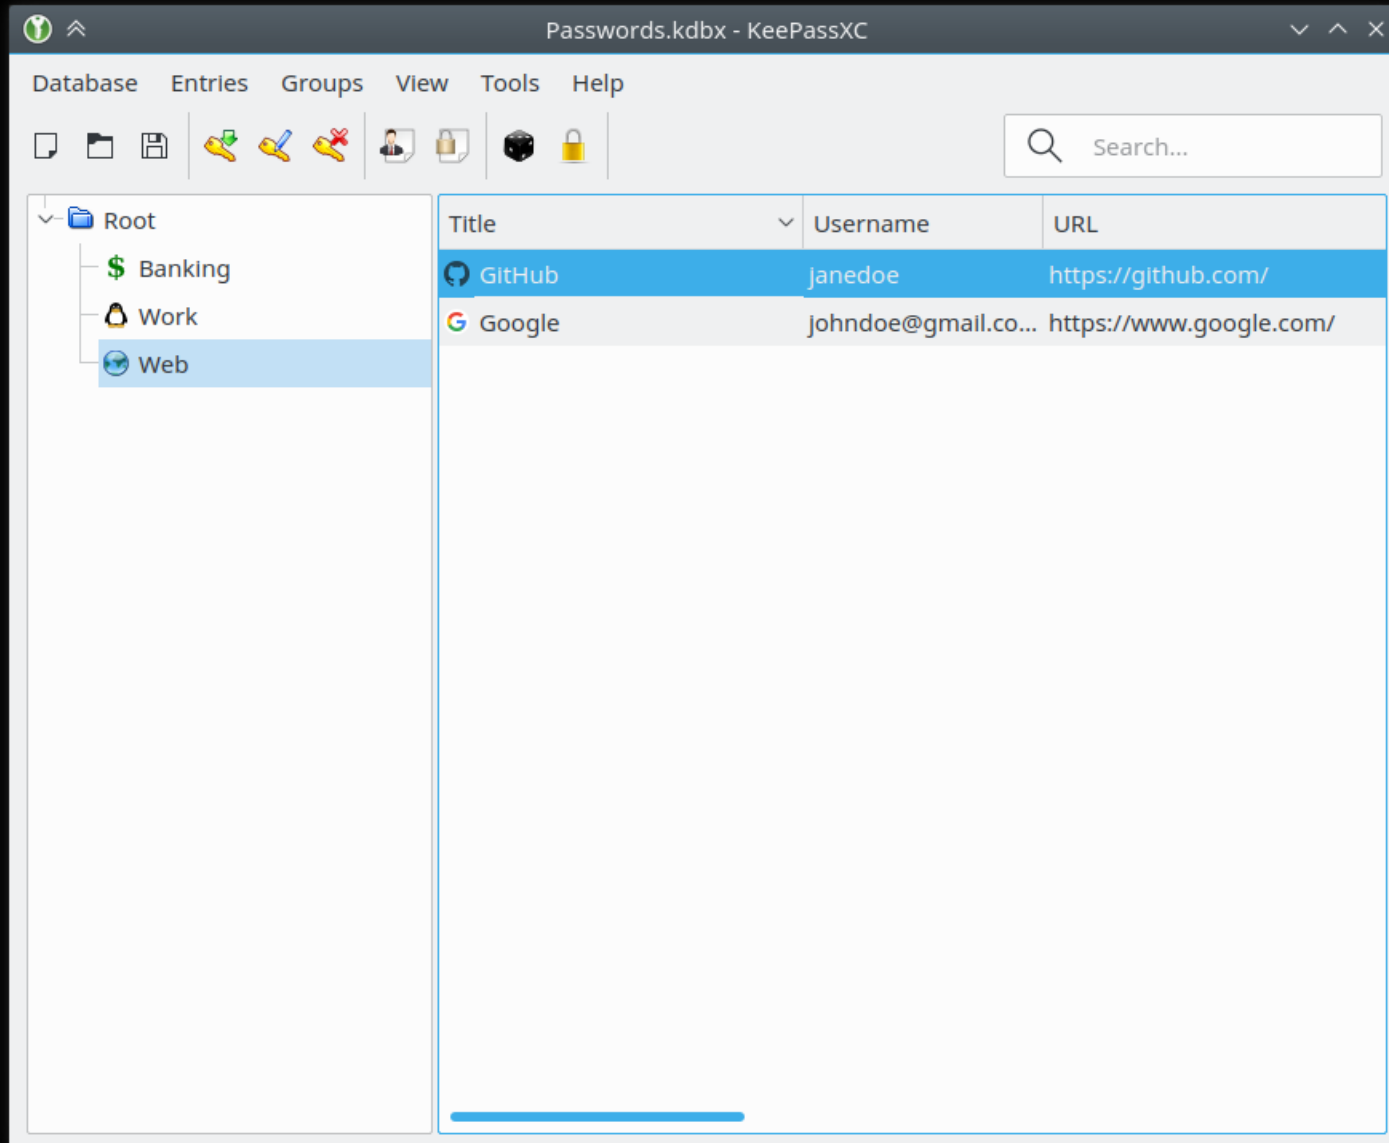 Passwords.kdbx - KeePassXC
Database Entries Groups View Tools Help
Search...
Root
Banking
Work
Web
Title Username URL
GitHub janedoe https://github.com/
Google johndoe@gmail.co... https://www.google.com/